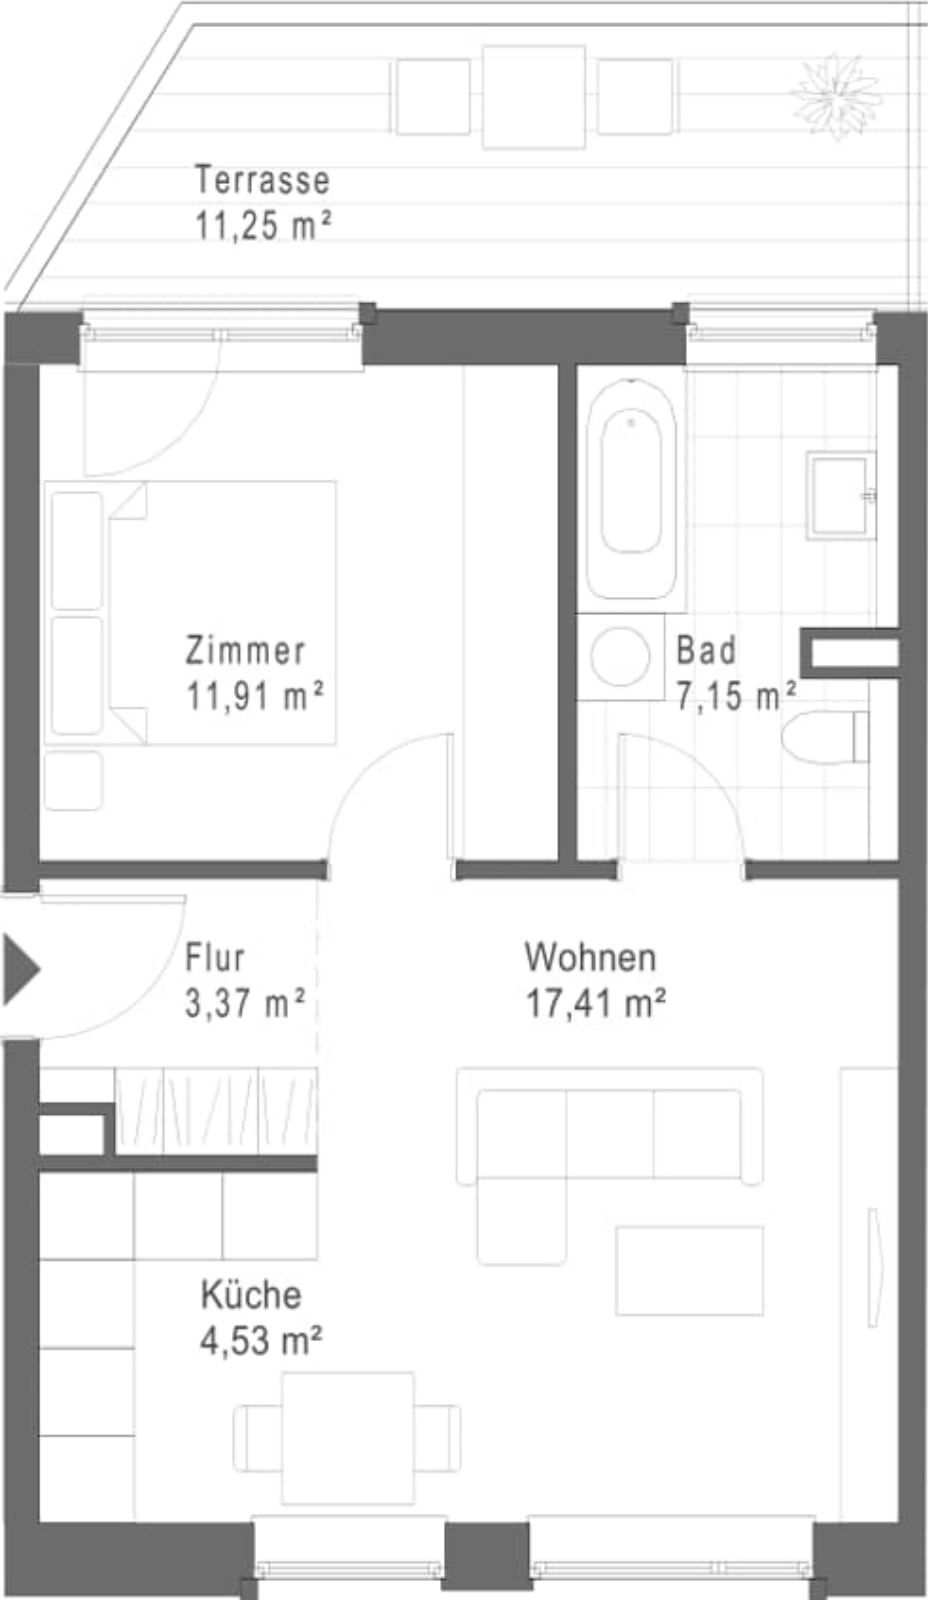 Terrasse
11,25 m²
Zimmer
11,91 m²
Bad
7,15 m²
Flur
3,37 m²
Wohnen
17,41 m²
Küche
4,53 m²